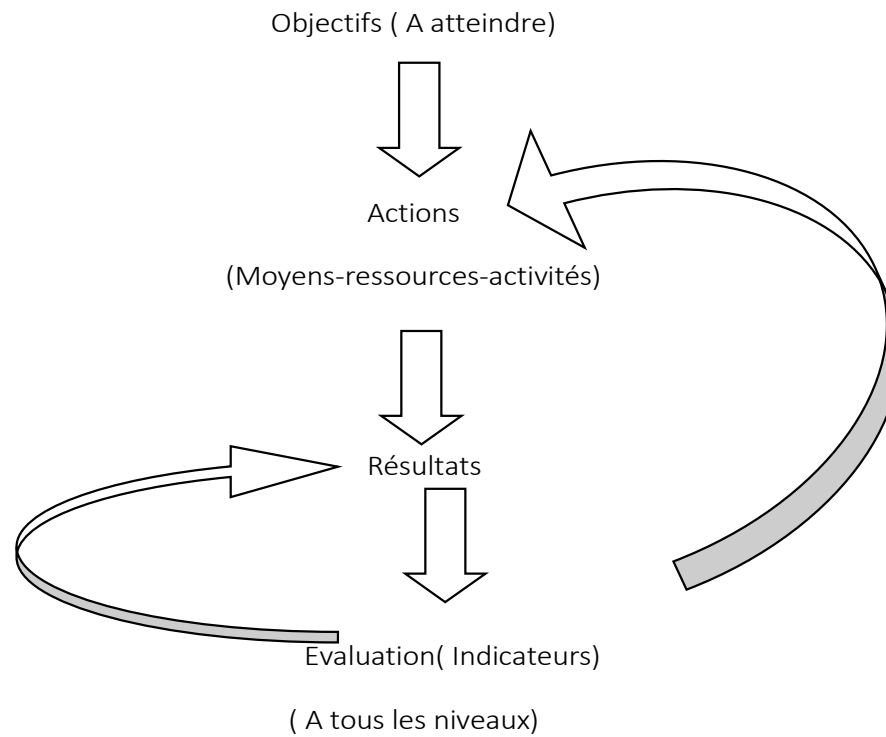 Objectifs ( A atteindre)
Actions
(Moyens-ressources-activités)
Résultats
Evaluation( Indicateurs)
( A tous les niveaux)